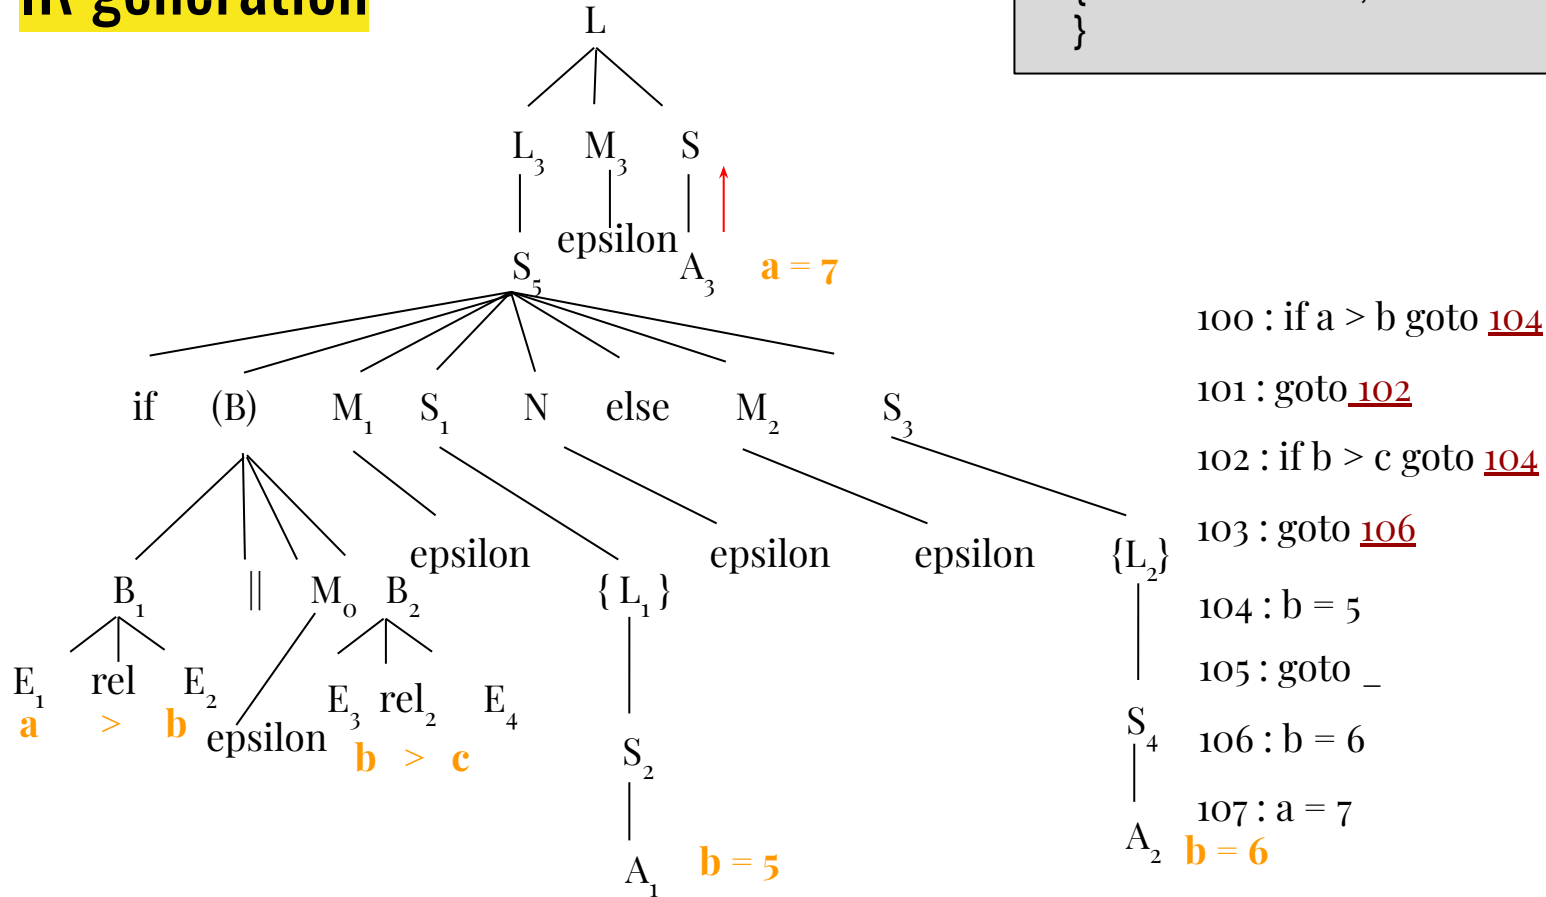 IR generation
{ ;
}
L
L3 M3 S
epsilon
S5 A3 a = 7
if (B) M1 S1 N else M2 S3
epsilon epsilon epsilon {L2}
B1 || M0 B2 { L1 }
E1 rel E2 E3 rel2 E4
a > b epsilon b > c
S2 S4
A1 b = 5 A2 b = 6
100 : if a > b goto 104
101 : goto 102
102 : if b > c goto 104
103 : goto 106
104 : b = 5
105 : goto _
106 : b = 6
107 : a = 7